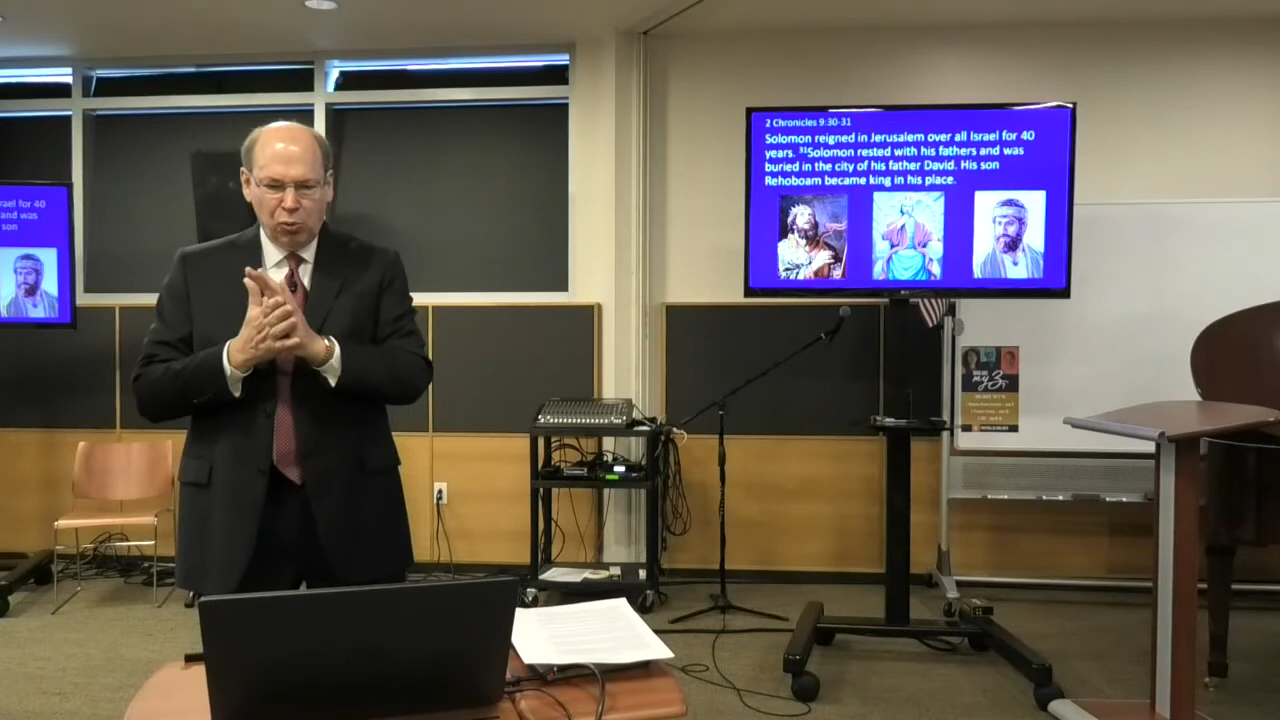 2 Chronicles 9:30-31
Solomon reigned in Jerusalem over all Israel for 40
years. ³¹Solomon rested with his fathers and was
buried in the city of his father David. His son
Rehoboam became king in his place.
rael for 40
and was
son
my3
LG